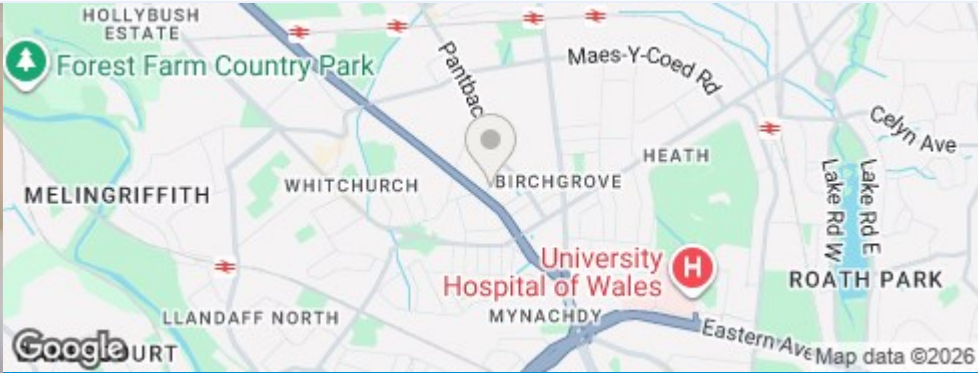 HOLLYBUSH
ESTATE
Forest Farm Country Park
Pantbac
Maes-Y-Coed Rd
Celyn Ave
HEATH
WHITCHURCH
BIRCHGROVE
MELINGRIFFITH
Lake Rd W
Lake Rd E
University
Hospital of Wales
H
ROATH PARK
LLANDAFF NORTH
MYNACHDY
Eastern Ave
Google
OURT
Map data ©2026